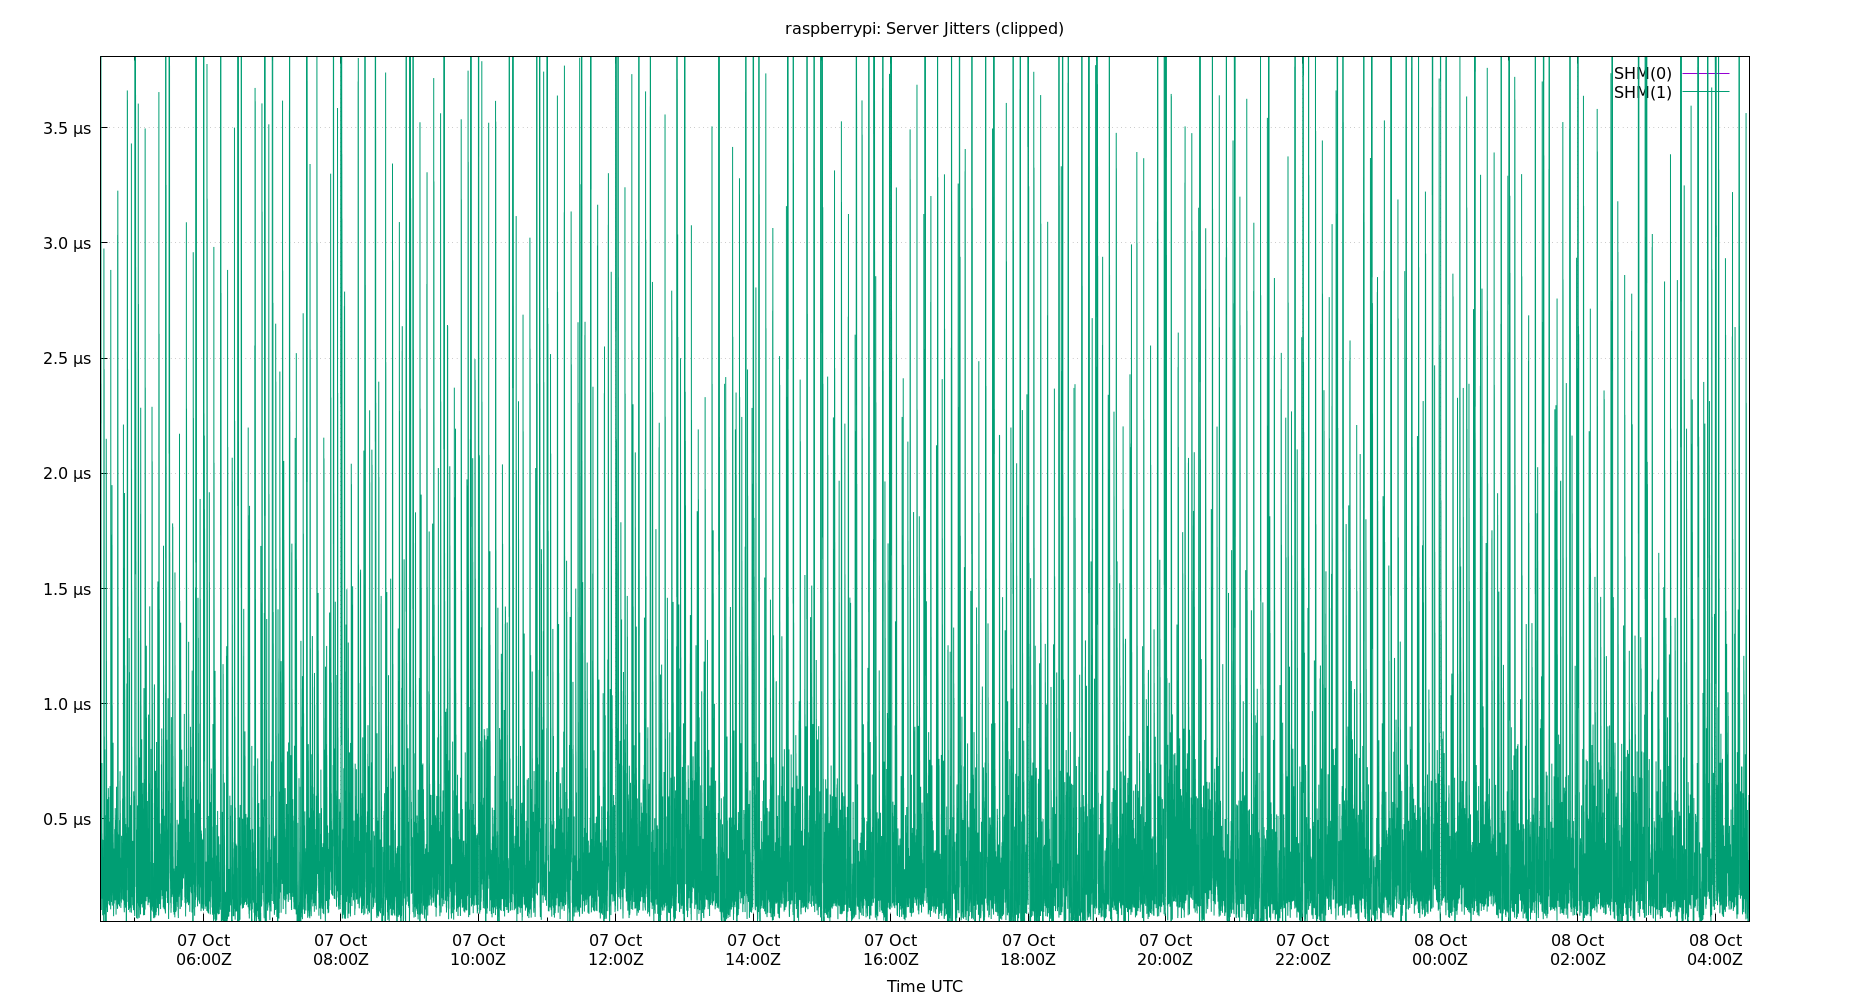 raspberrypi: Server Jitters (clipped)
SHM(0)
SHM(1)
3.5 µs
3.0 µs
2.5 µs
2.0 µs
1.5 µs
1.0 µs
0.5 µs
07 Oct 07 Oct 07 Oct 07 Oct 07 Oct 07 Oct 07 Oct 07 Oct 07 Oct 08 Oct 08 Oct 08 Oct
06:00Z 08:00Z 10:00Z 12:00Z 14:00Z 16:00Z 18:00Z 20:00Z 22:00Z 00:00Z 02:00Z 04:00Z
Time UTC